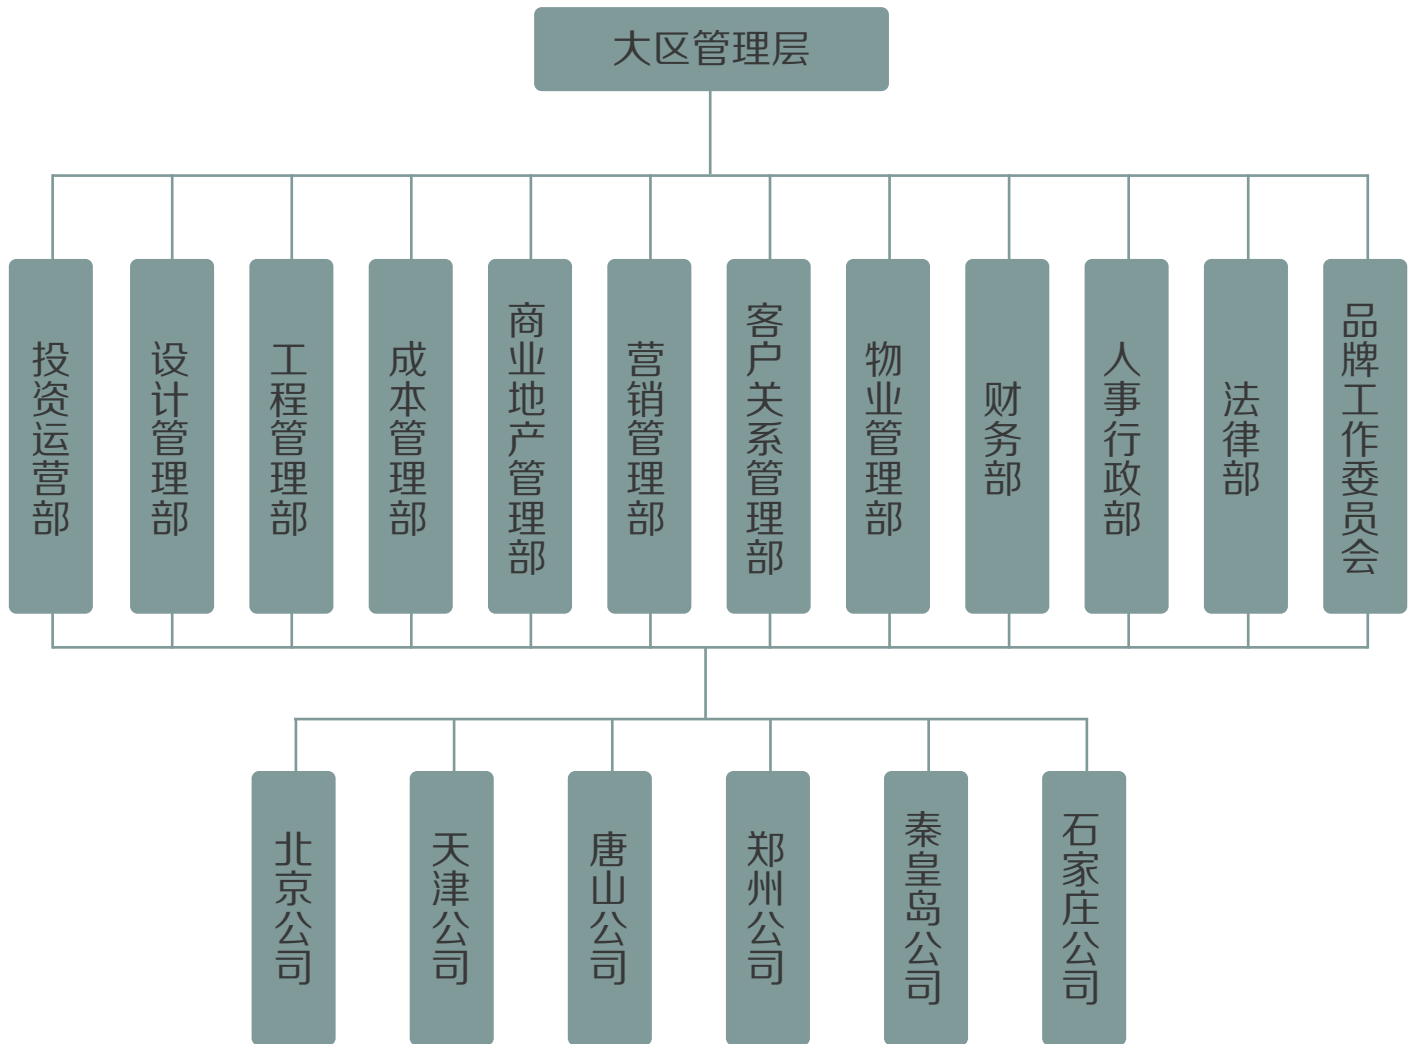 大区管理层
投资运营部
设计管理部
工程管理部
成本管理部
商业地产管理部
营销管理部
客户关系管理部
物业管理部
财务部
人事行政部
法律部
品牌工作委员会
北京公司
天津公司
唐山公司
郑州公司
秦皇岛公司
石家庄公司